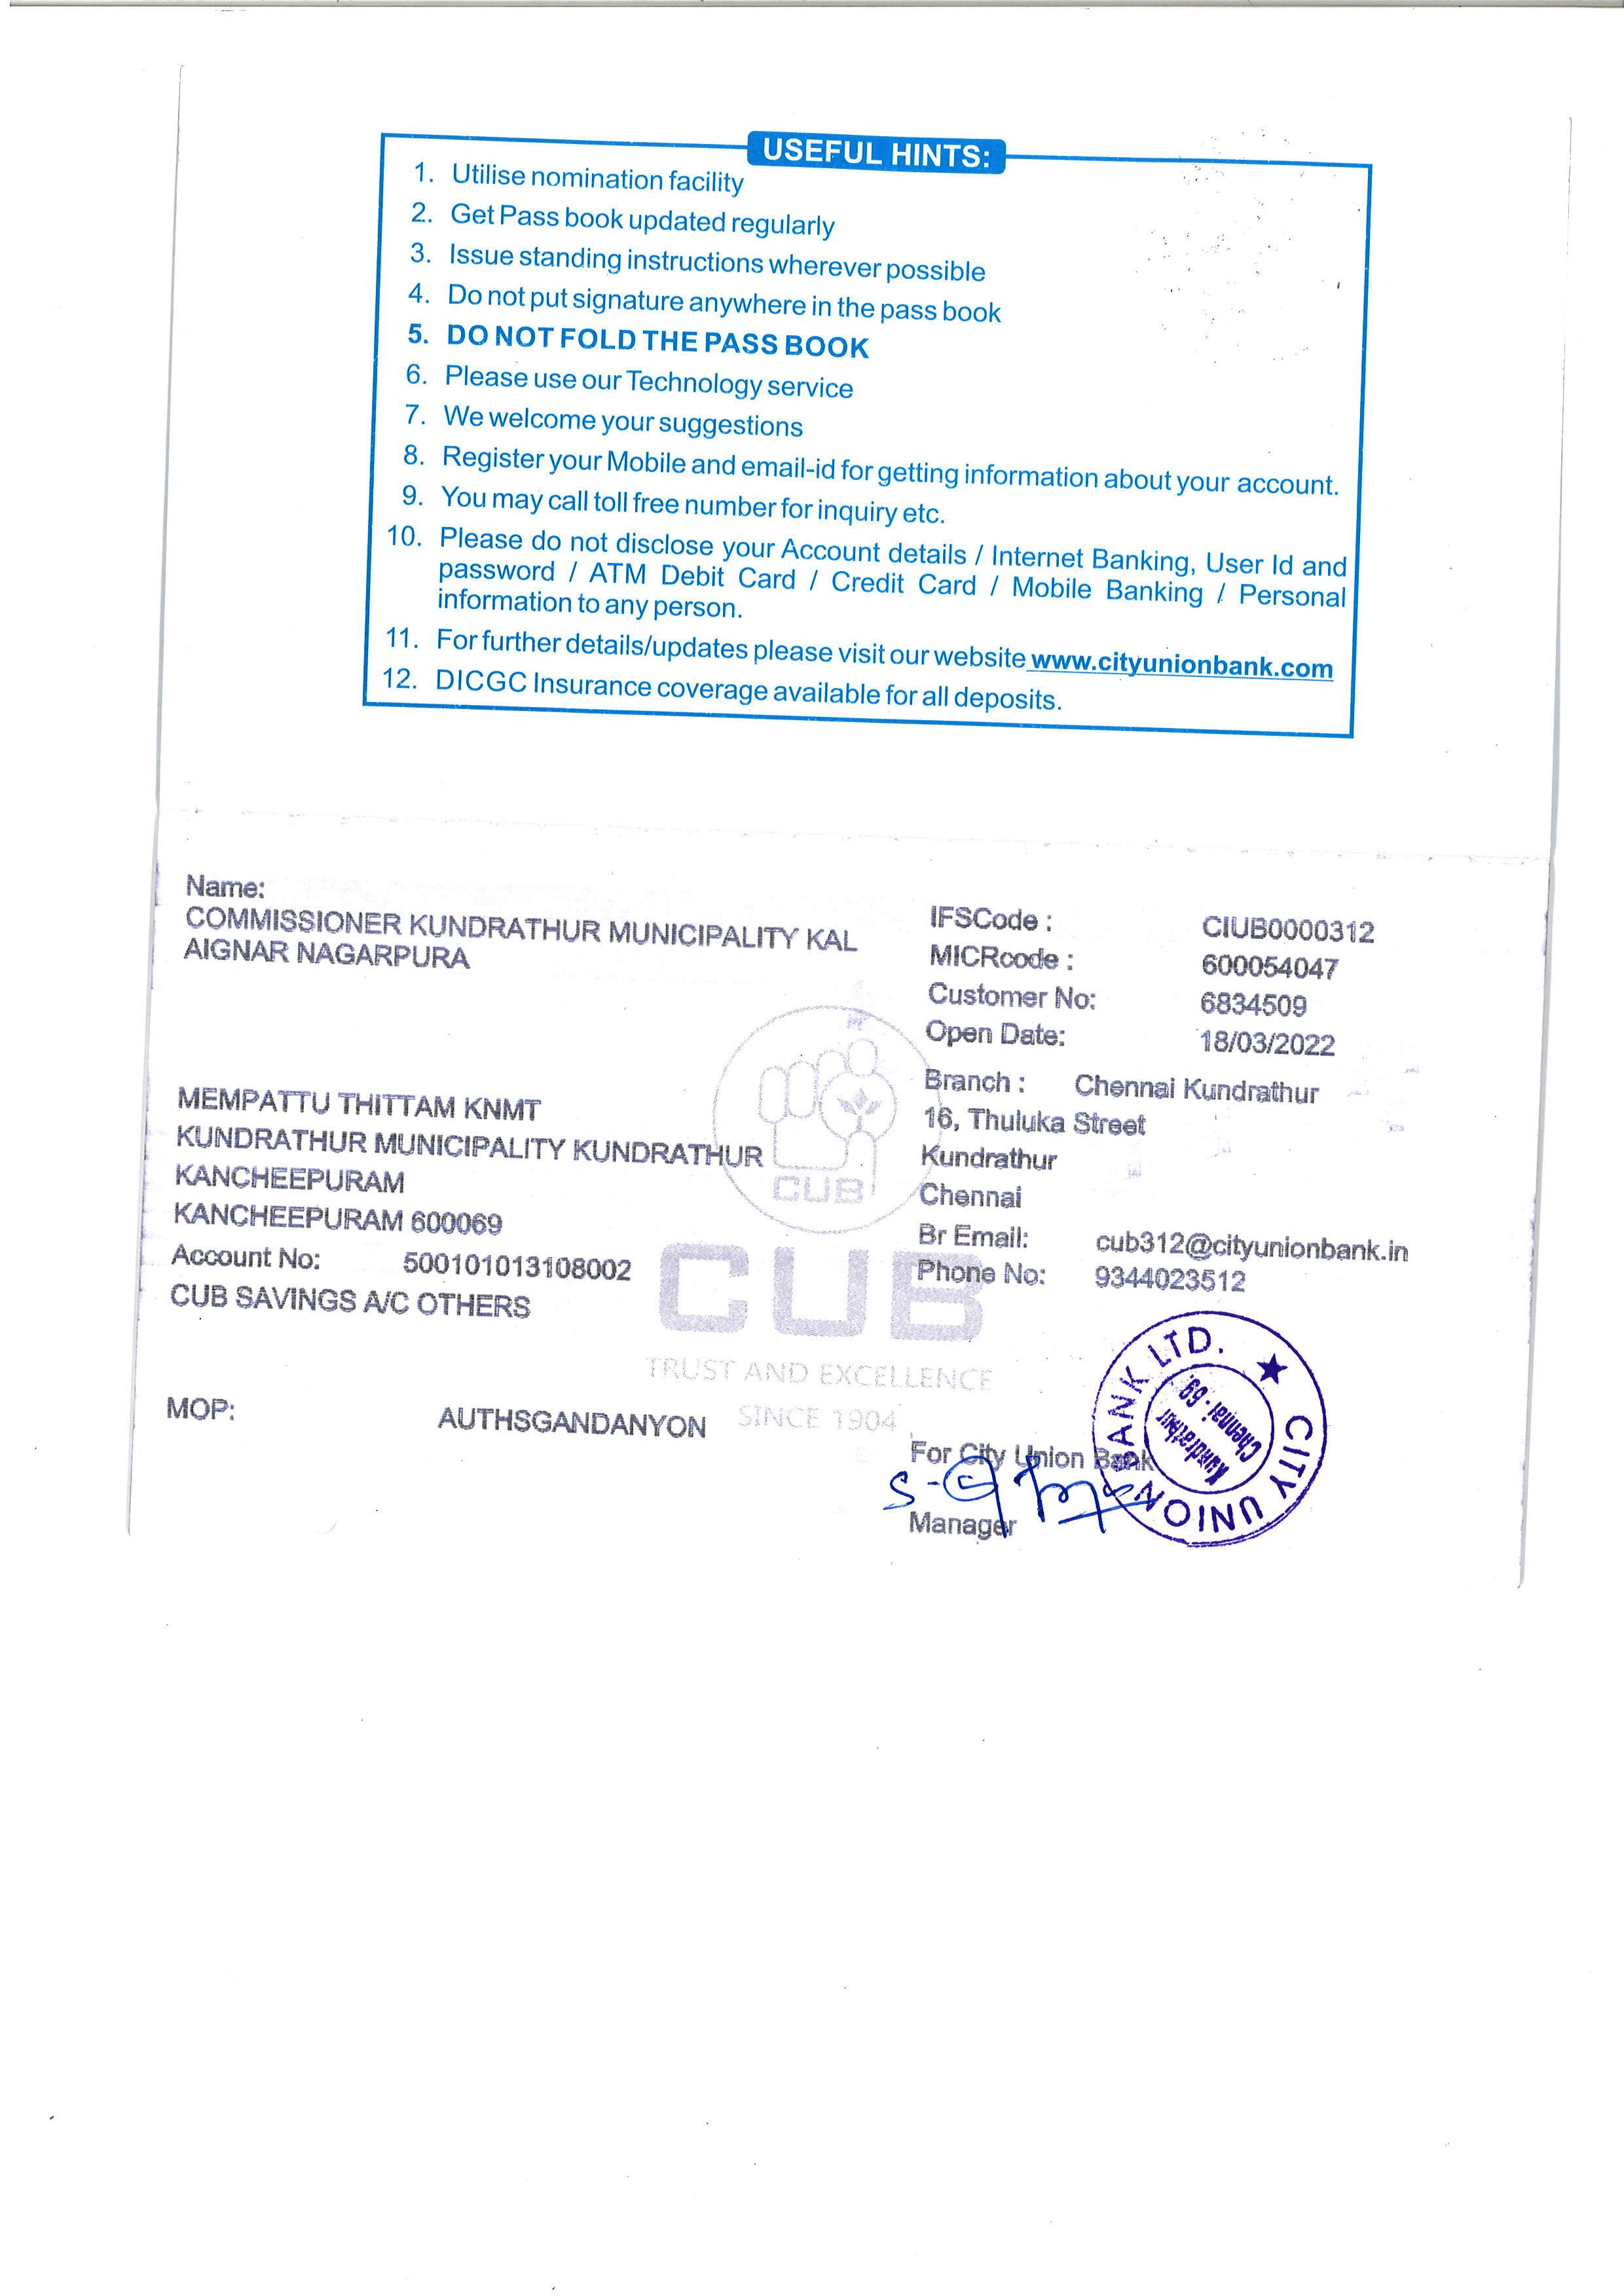 USEFUL HINTS:
1. Utilise nomination facility
2. Get Pass book updated regularly
3. Issue standing instructions wherever possible
4. Do not put signature anywhere in the pass book
5. DO NOT FOLD THE PASS BOOK
6. Please use our Technology service
7. We welcome your suggestions
8. Register your Mobile and email-id for getting information about your account.
9. You may call toll free number for inquiry etc.
10. Please do not disclose your Account details / Internet Banking, User Id and
password / ATM Debit Card / Credit Card / Mobile Banking / Personal
information to any person.
11. For further details/updates please visit our website www.cityunionbank.com
12. DICGC Insurance coverage available for all deposits.
Name:
COMMISSIONER KUNDRATHUR MUNICIPALITY KAL
AIGNAR NAGARPURA
MEMPATTU THITTAM KNMT
KUNDRATHUR MUNICIPALITY KUNDRATHUR
KANCHEEPURAM
KANCHEEPURAM 600069
Account No: 500101013108002
CUB SAVINGS A/C OTHERS
MOP: AUTHSGANDANYON
IFSCode : CIUB0000312
MICRcode : 600054047
Customer No: 6834509
Open Date: 18/03/2022
Branch : Chennai Kundrathur
16, Thuluka Street
Kundrathur
Chennai
Br Email: cub312@cityunionbank.in
Phone No: 9344023512
CUB
CUB
TRUST AND EXCELLENCE
SINCE 1904
For City Union Bank
Manager
CITY UNION BANK LTD.
Kundrathur
Chennai - 69.